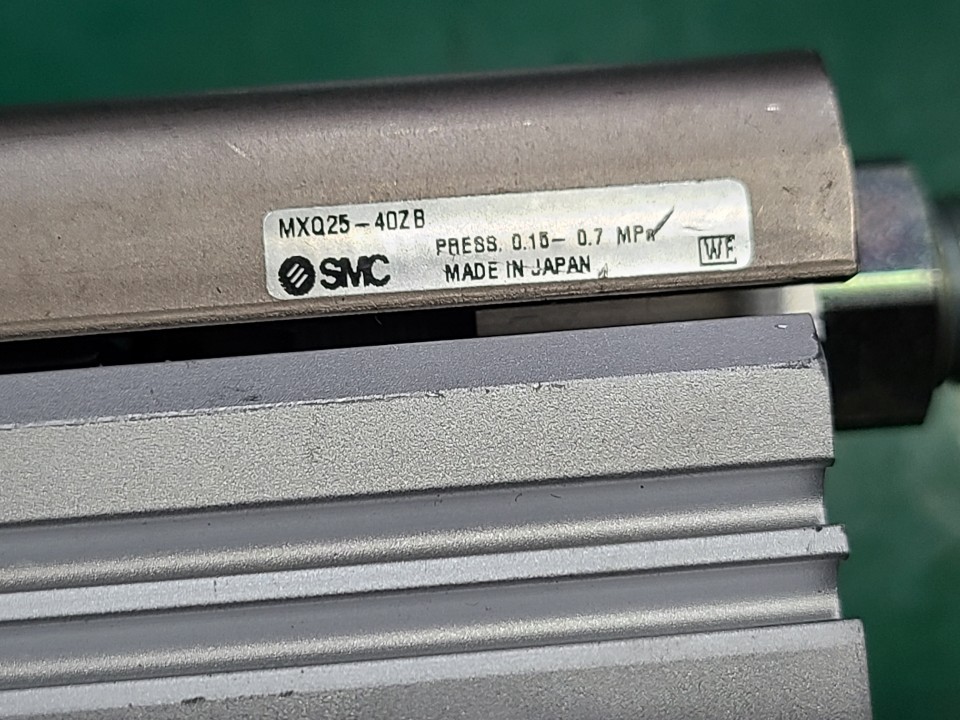 MXQ25-40ZB
PRESS. 0.15- 0.7 MPa
SMC
MADE IN JAPAN
WF